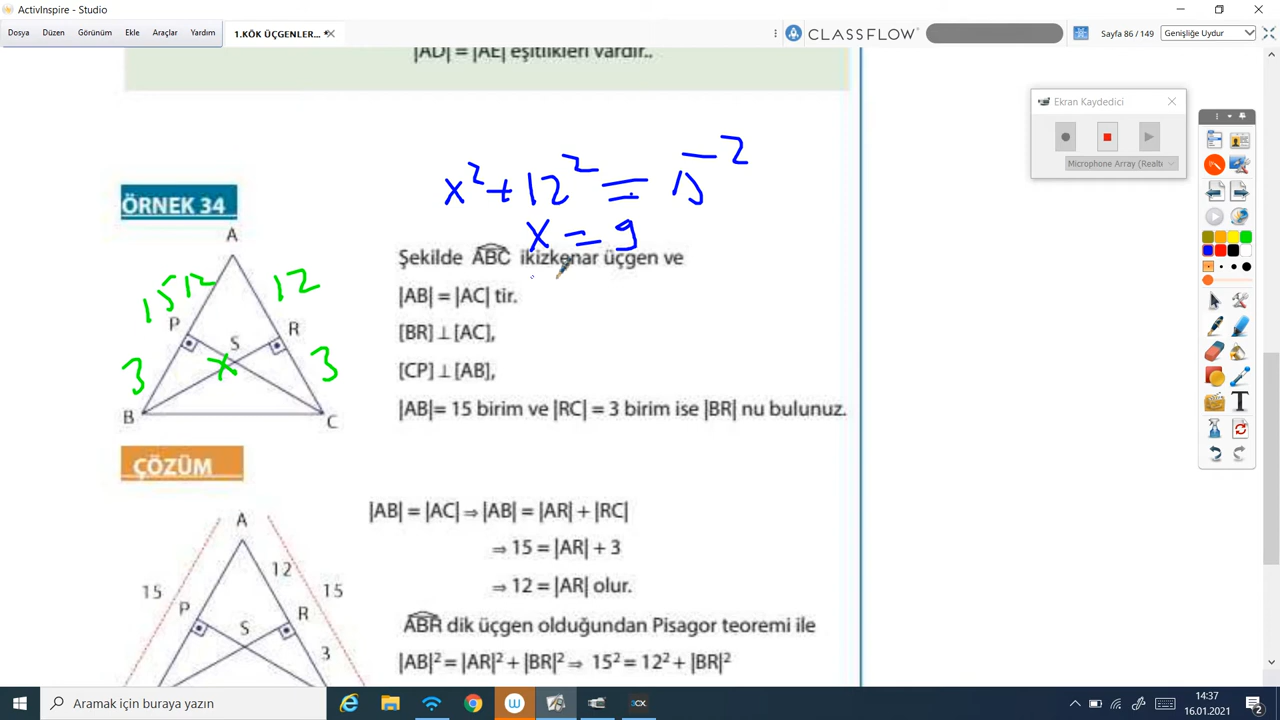 ActivInspire - Studio
Dosya Düzen Görünüm Ekle Araçlar Yardım
1.KÖK ÜÇGENLER...
CLASSFLOW
Sayfa 86 / 149
Genişliğe Uydur
|AD| = |AE| eşitlikleri vardır..
Ekran Kaydedici
Microphone Array (Realte
x² + 12² = 15²
x = 9
ÖRNEK 34
A
15 12
12
P
R
S
3
x
3
B
C
Şekilde ABC ikizkenar üçgen ve
|AB| = |AC| tir.
[BR] ⊥ [AC],
[CP] ⊥ [AB],
|AB|= 15 birim ve |RC| = 3 birim ise |BR| nu bulunuz.
ÇÖZÜM
A
12
15
15
P
R
S
3
|AB| = |AC| ⇒ |AB| = |AR| + |RC|
⇒ 15 = |AR| + 3
⇒ 12 = |AR| olur.
ABR dik üçgen olduğundan Pisagor teoremi ile
|AB|² = |AR|² + |BR|² ⇒ 15² = 12² + |BR|²
Aramak için buraya yazın
3CX
14:37
16.01.2021
2